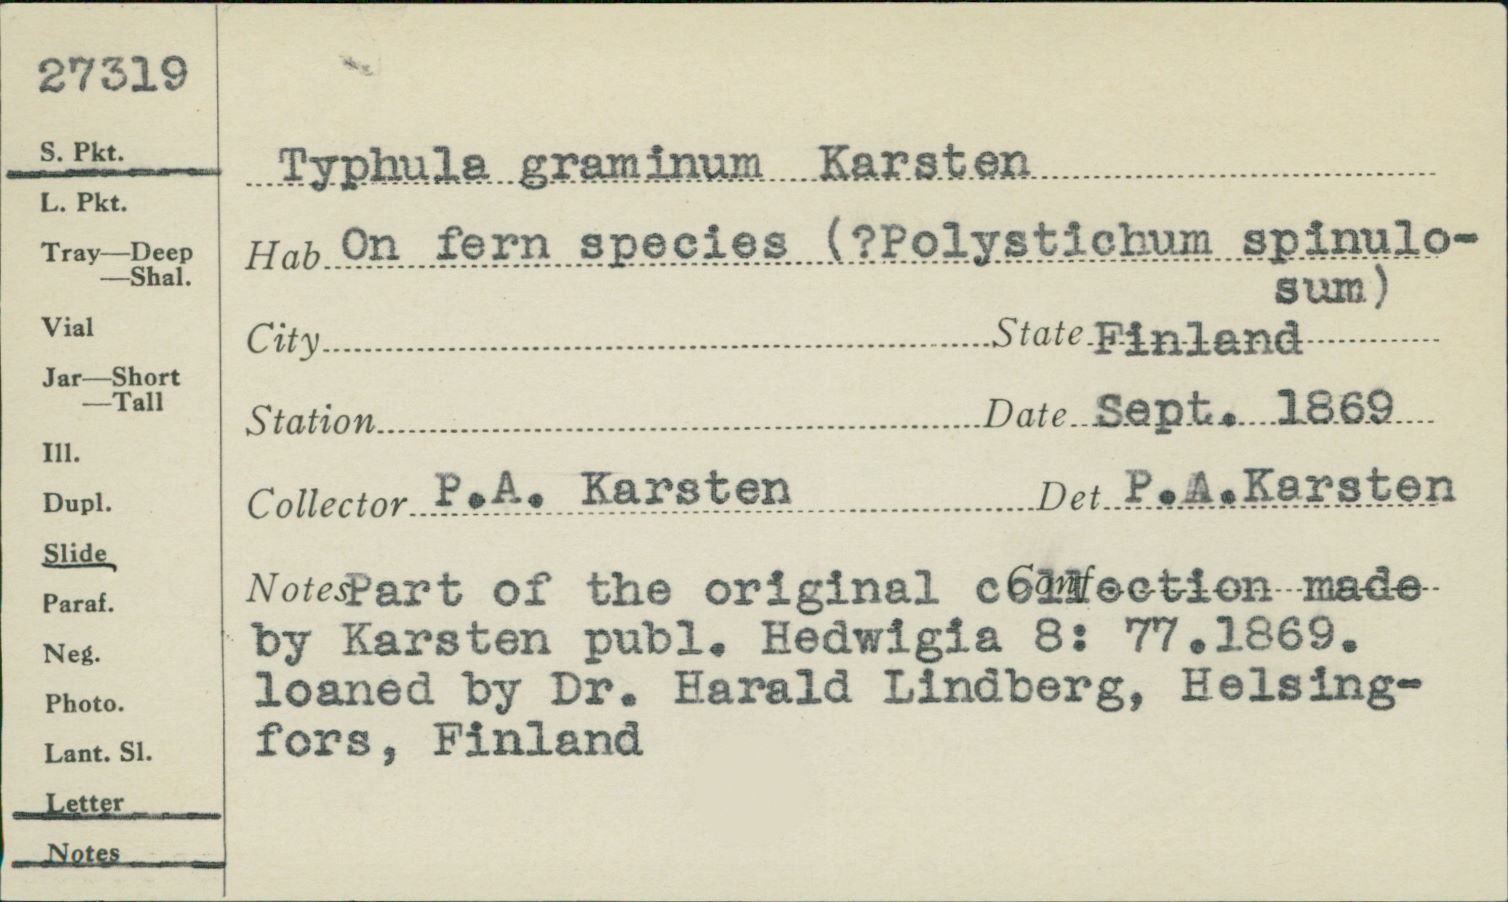 27319
S. Pkt.
L. Pkt.
Tray—Deep
—Shal.
Vial
Jar—Short
—Tall
Ill.
Dupl.
Slide
Paraf.
Neg.
Photo.
Lant. Sl.
Letter
Notes
Typhula graminum Karsten
Hab. On fern species (?Polystichum spinulo-
sum)
City State Finland
Station Date Sept. 1869
Collector P.A. Karsten Det. P.A.Karsten
Notes Part of the original collection made Conf.
by Karsten publ. Hedwigia 8: 77.1869.
loaned by Dr. Harald Lindberg, Helsing-
fors, Finland